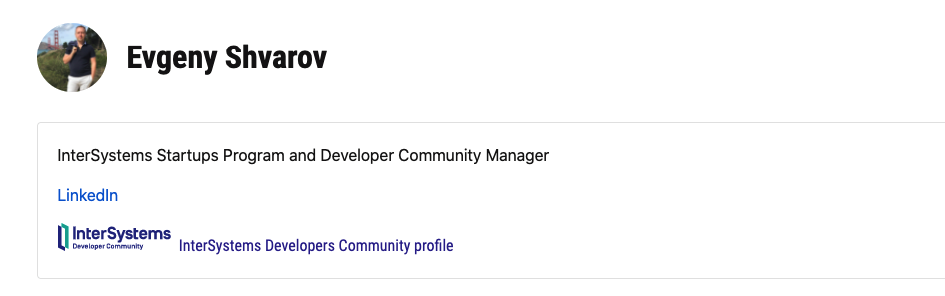 Evgeny Shvarov
InterSystems Startups Program and Developer Community Manager
LinkedIn
InterSystems
Developer Community
InterSystems Developers Community profile